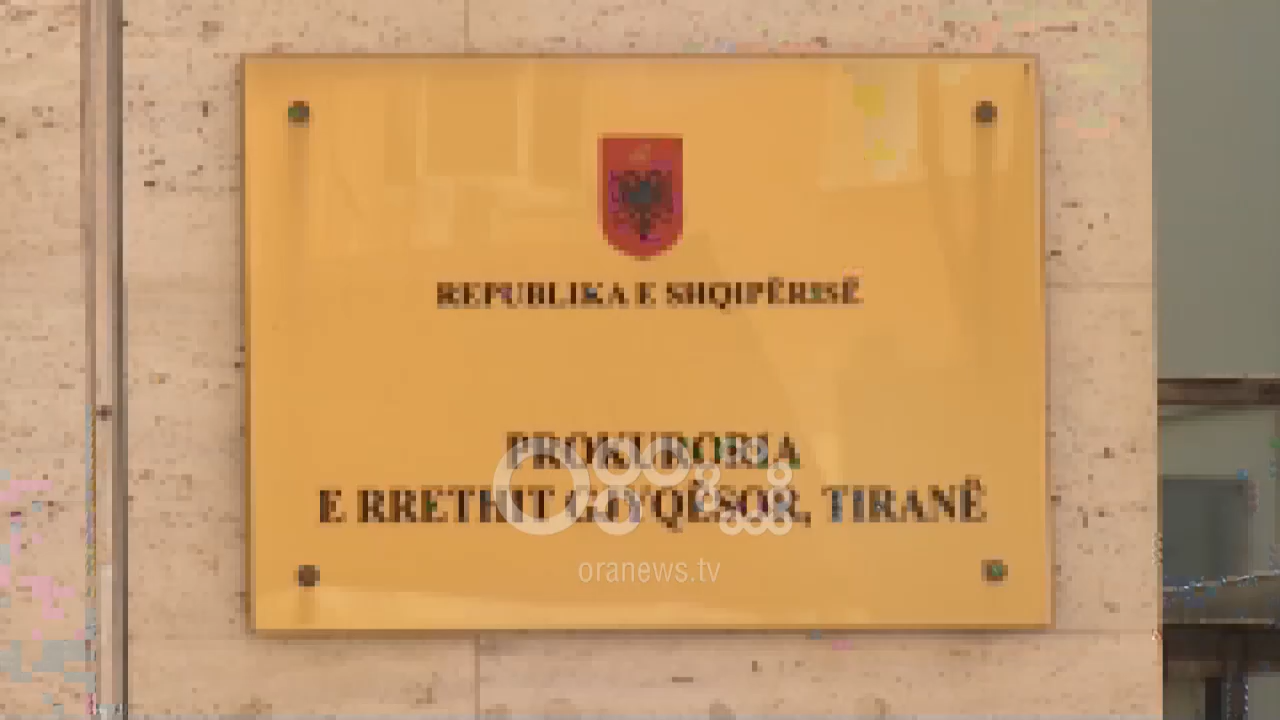 REPUBLIKA E SHQIPËRISË
PROKURORIA
E RRETHIT GJYQËSOR, TIRANË
oranews.tv